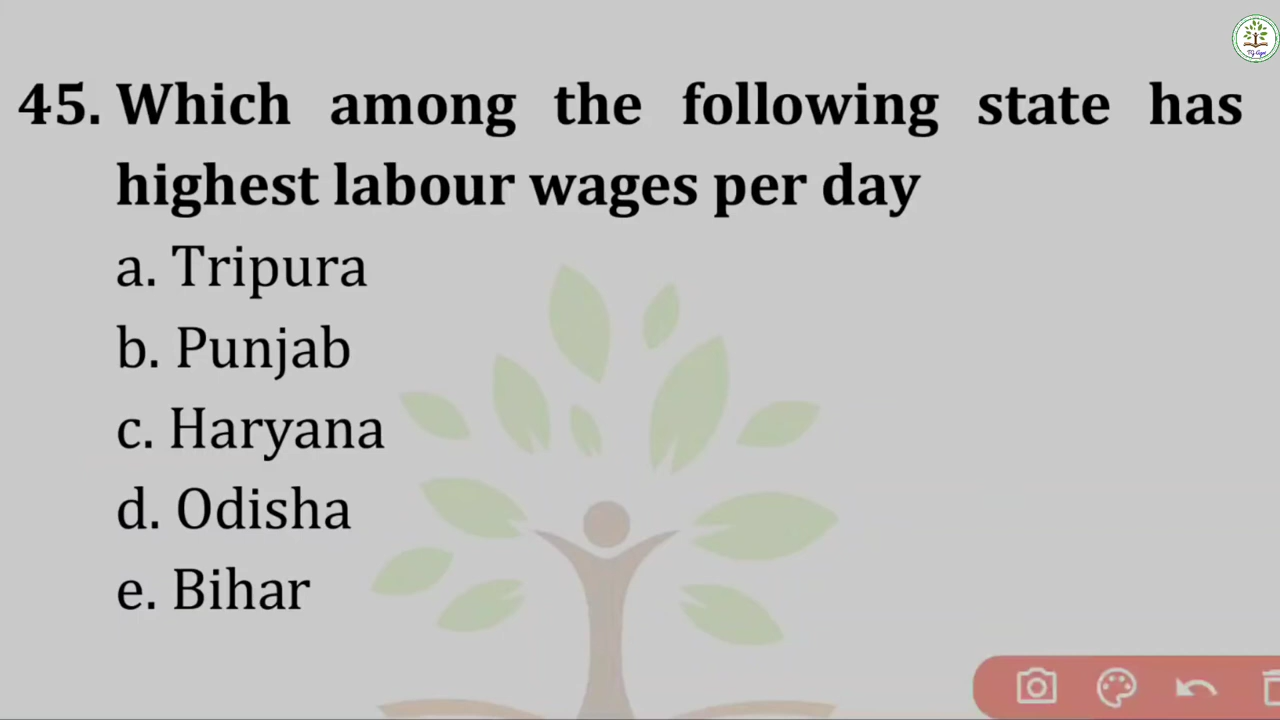 45. Which among the following state has
highest labour wages per day
a. Tripura
b. Punjab
c. Haryana
d. Odisha
e. Bihar